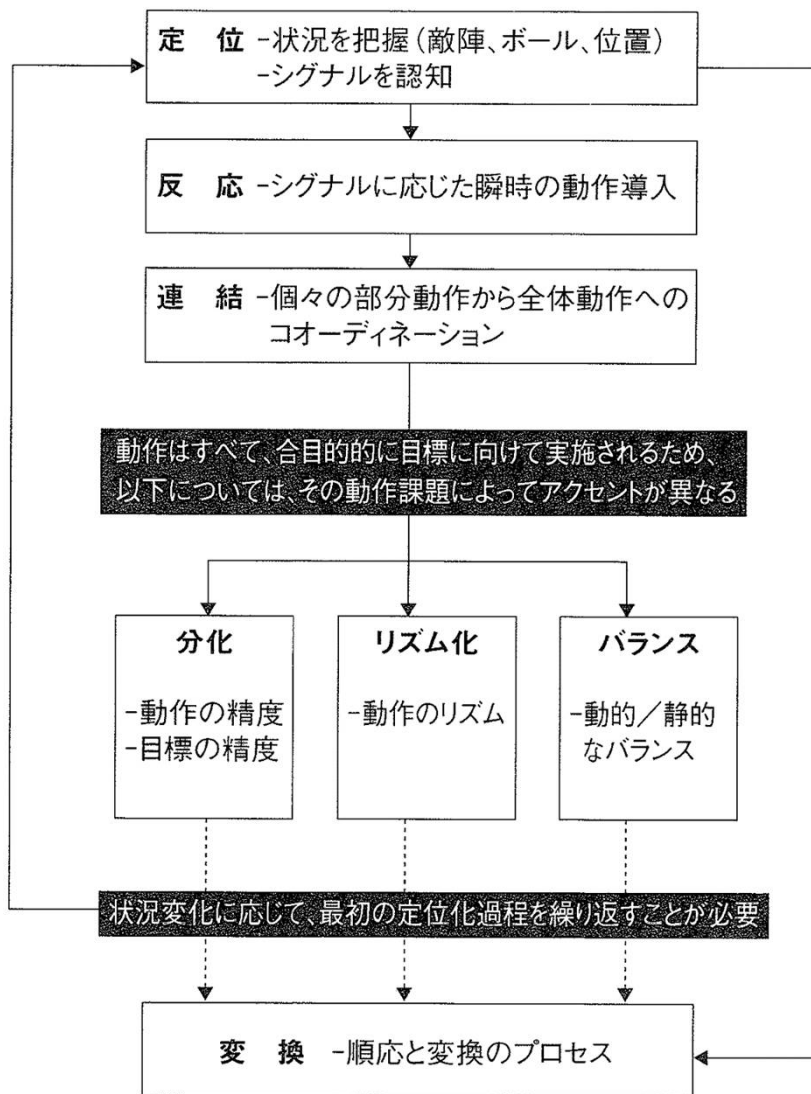 定　位 -状況を把握(敵陣、ボール、位置)
-シグナルを認知
反　応 -シグナルに応じた瞬時の動作導入
連　結 -個々の部分動作から全体動作への
コオーディネーション
動作はすべて、合目的的に目標に向けて実施されるため、
以下については、その動作課題によってアクセントが異なる
分化
-動作の精度
-目標の精度
リズム化
-動作のリズム
バランス
-動的／静的
なバランス
状況変化に応じて、最初の定位化過程を繰り返すことが必要
変　換 -順応と変換のプロセス